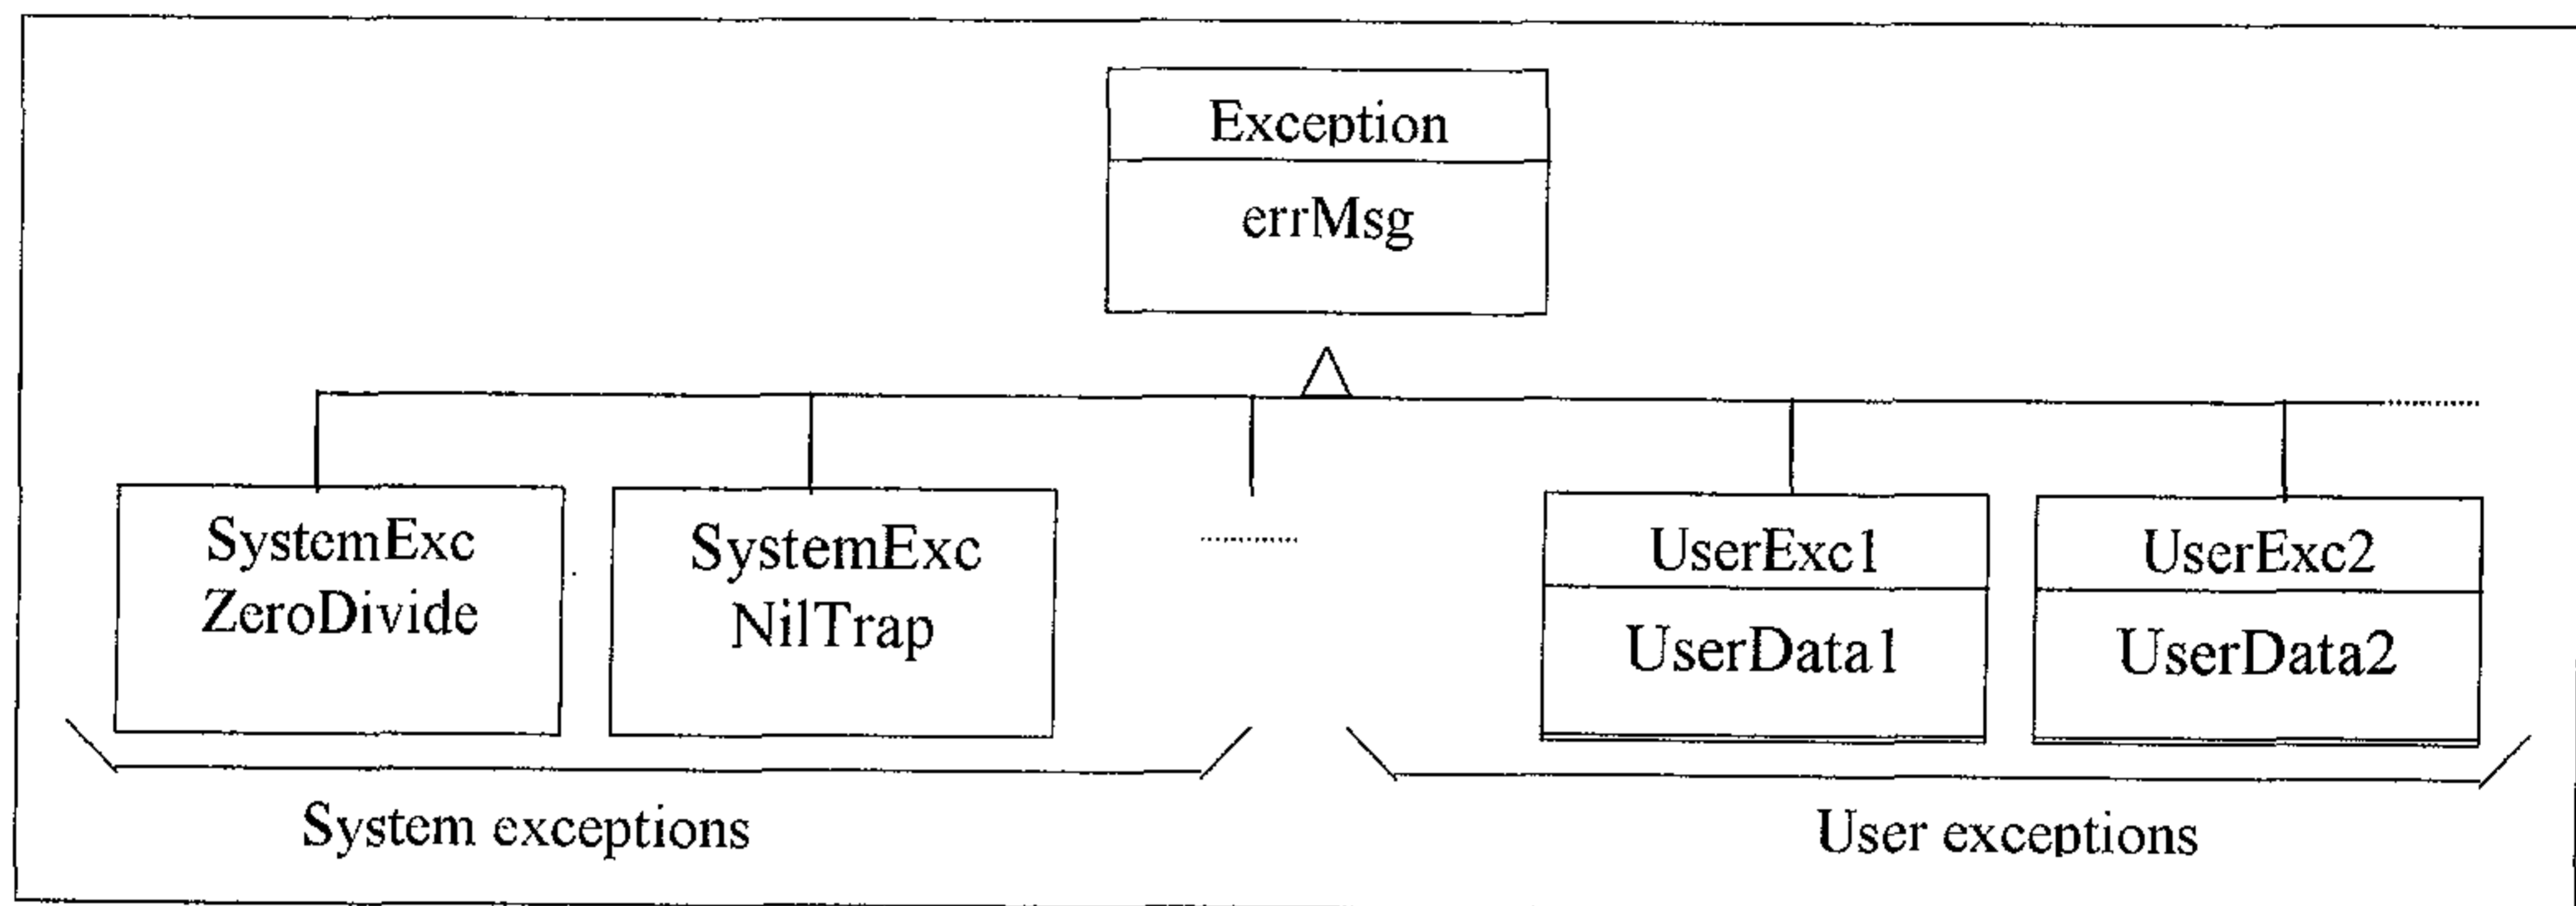 Exception
errMsg
SystemExc
ZeroDivide
SystemExc
NilTrap
UserExc1
UserData1
UserExc2
UserData2
System exceptions
User exceptions